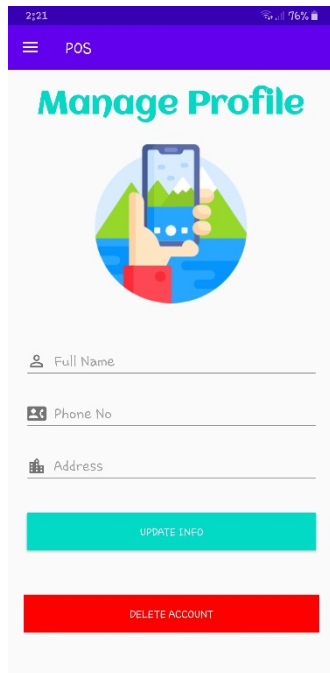 2:21 76%
POS
Manage Profile
Full Name
Phone No
Address
UPDATE INFO
DELETE ACCOUNT